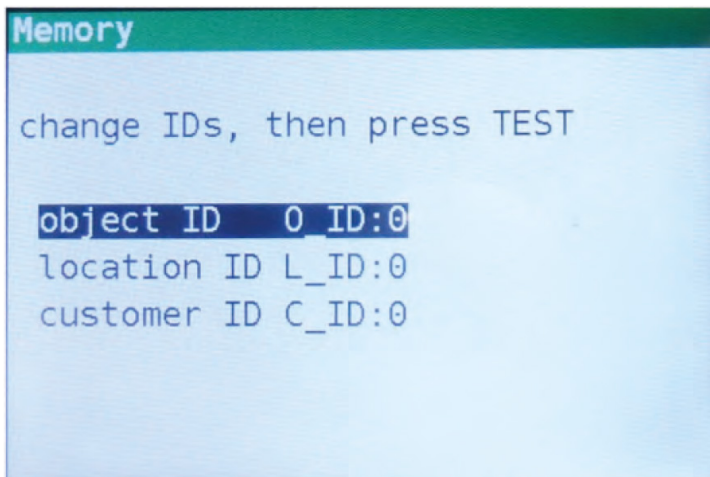 Memory
change IDs, then press TEST
object ID O_ID:0
location ID L_ID:0
customer ID C_ID:0